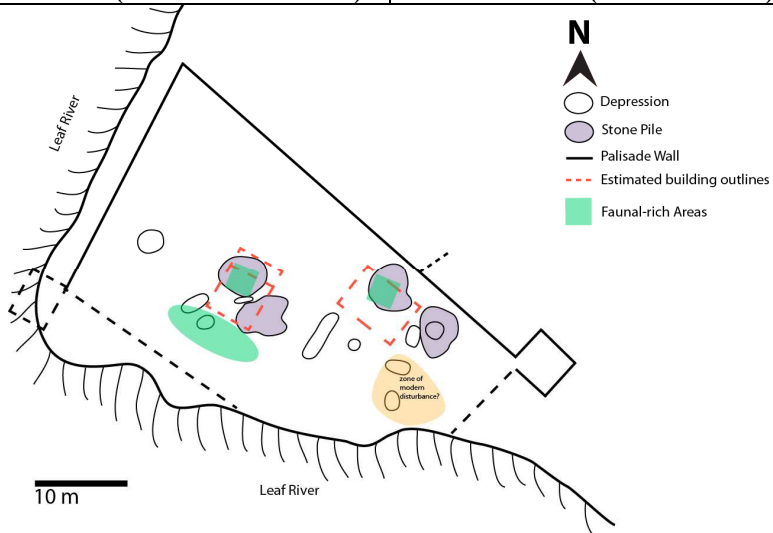 N
Depression
Stone Pile
Palisade Wall
Estimated building outlines
Faunal-rich Areas
Leaf River
zone of
modern
disturbance?
10 m
Leaf River